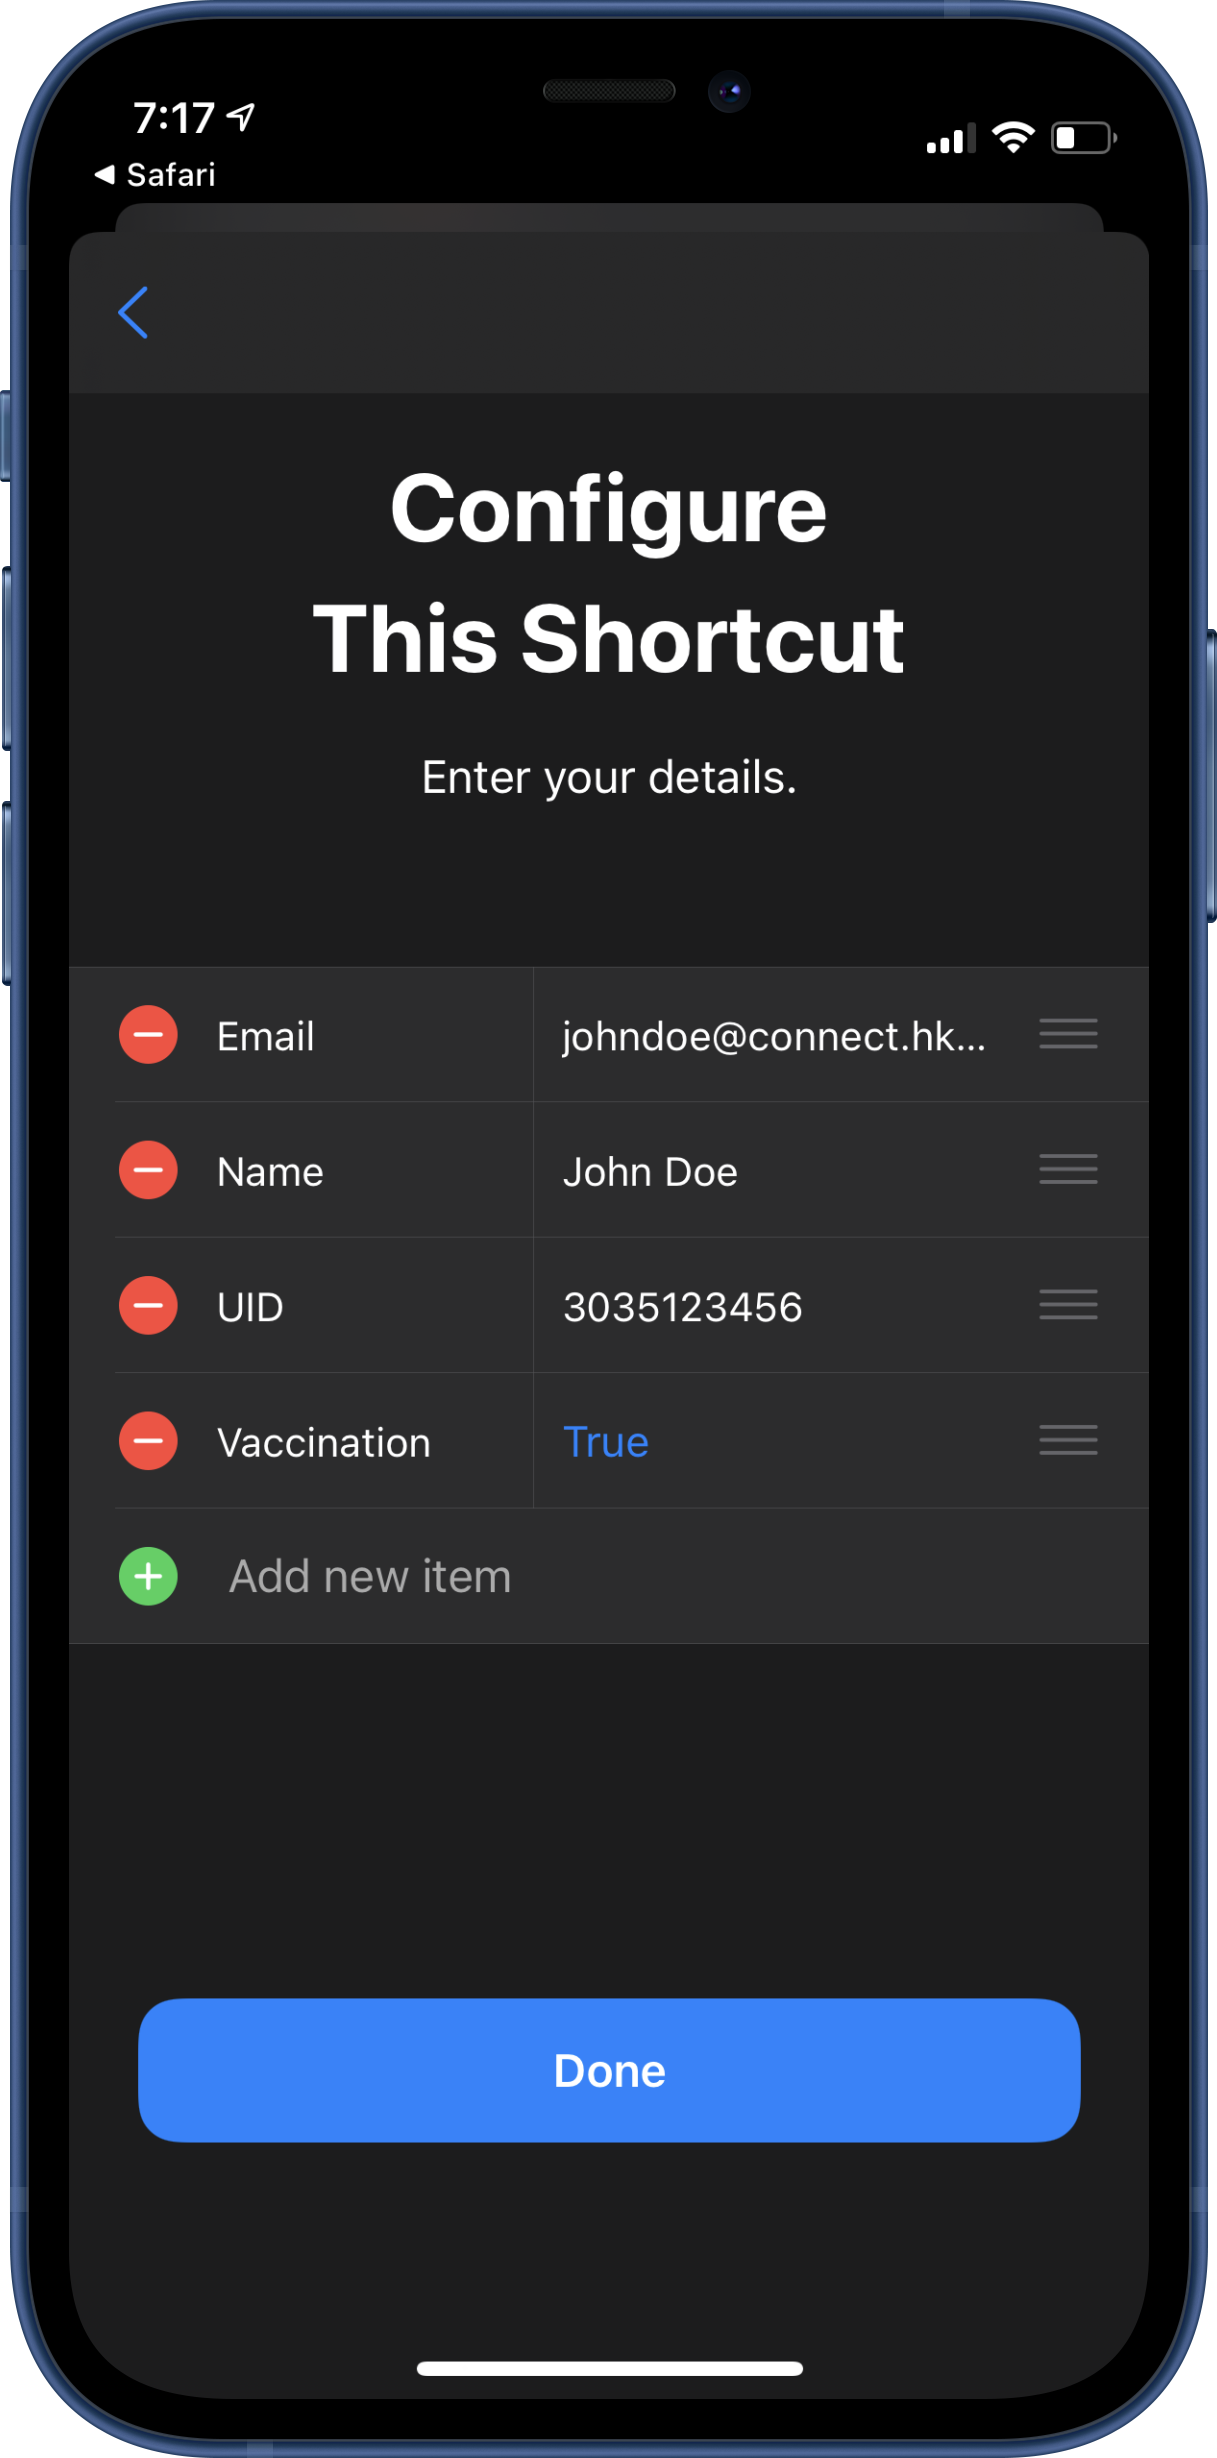 7:17
Safari
Configure
This Shortcut
Enter your details.
Email johndoe@connect.hk...
Name John Doe
UID 3035123456
Vaccination True
Add new item
Done